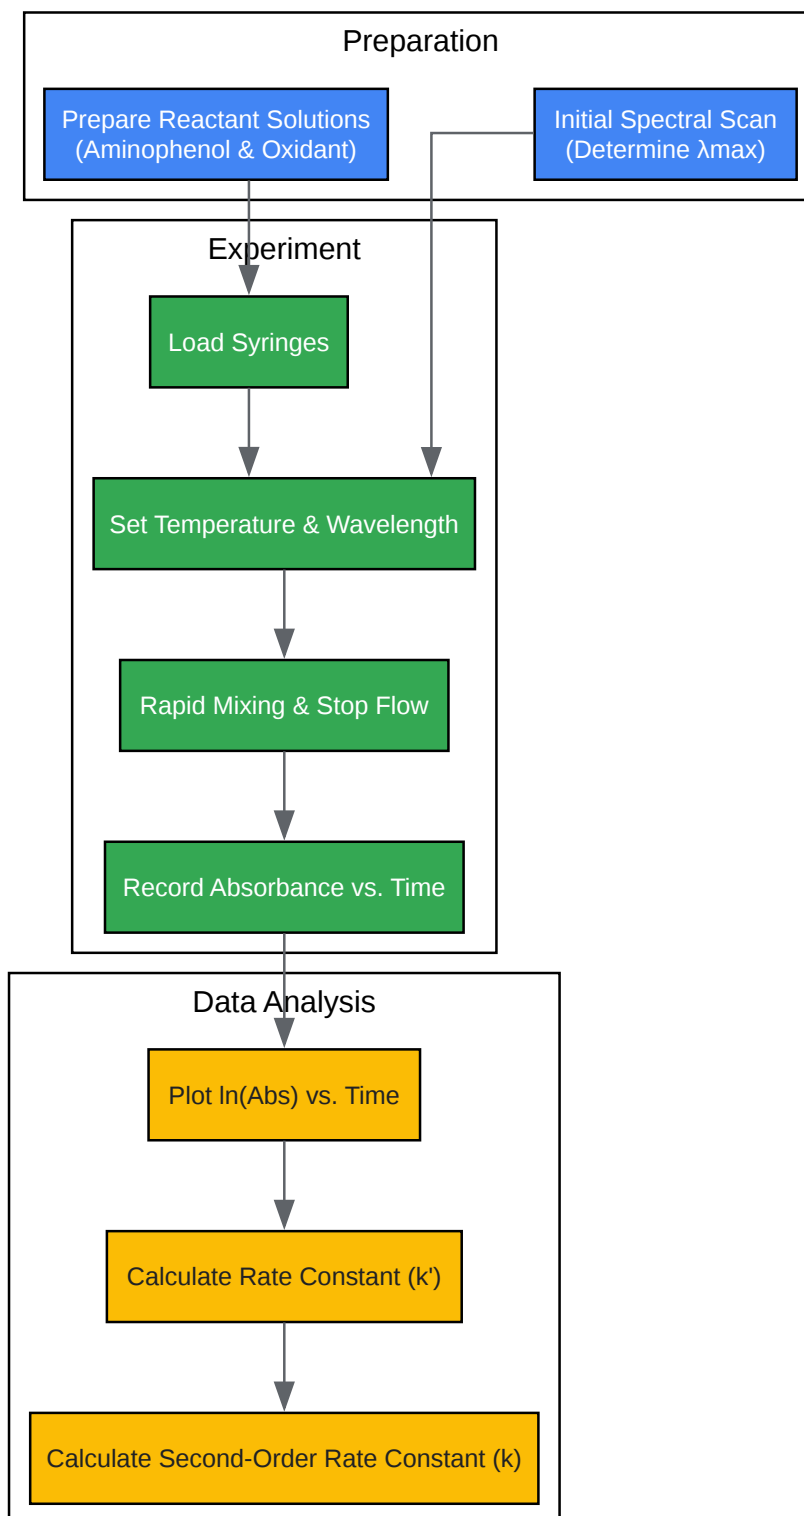 Preparation
Prepare Reactant Solutions
(Aminophenol & Oxidant)
Initial Spectral Scan
(Determine λmax)
Experiment
Load Syringes
Set Temperature & Wavelength
Rapid Mixing & Stop Flow
Record Absorbance vs. Time
Data Analysis
Plot ln(Abs) vs. Time
Calculate Rate Constant (k')
Calculate Second-Order Rate Constant (k)